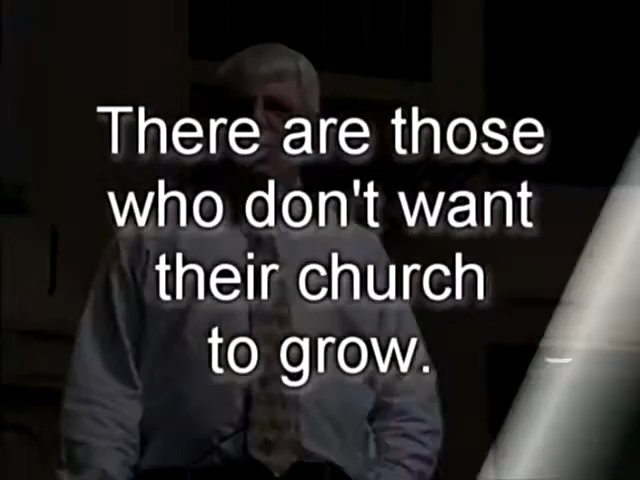 There are those
who don't want
their church
to grow.